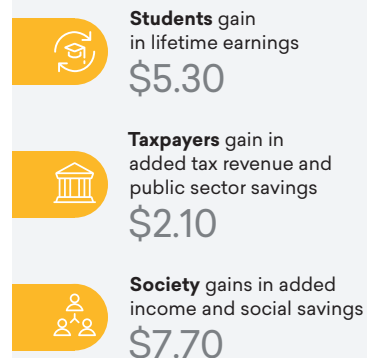 Students gain
in lifetime earnings
$5.30
Taxpayers gain in
added tax revenue and
public sector savings
$2.10
Society gains in added
income and social savings
$7.70